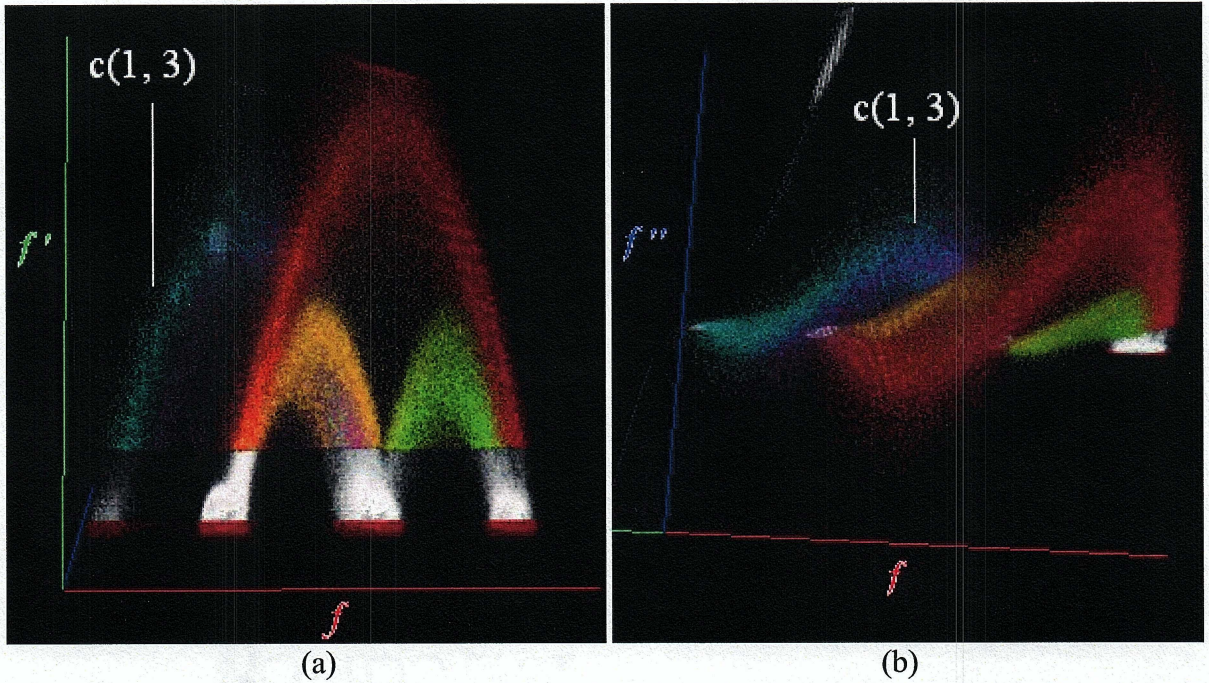 c(1, 3)
f '
f
(a)
c(1, 3)
f ''
f
(b)